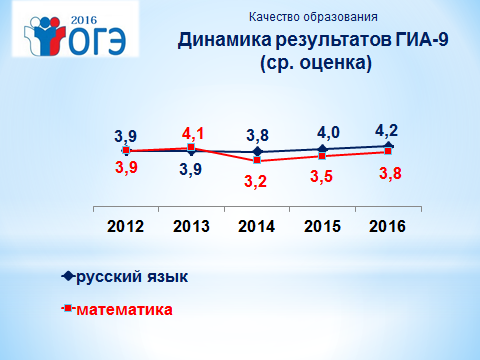 2016
ОГЭ
Качество образования
Динамика результатов ГИА-9
(ср. оценка)
3,9 4,1 3,8 4,0 4,2
3,9 3,9 3,2 3,5 3,8
2012 2013 2014 2015 2016
русский язык
математика